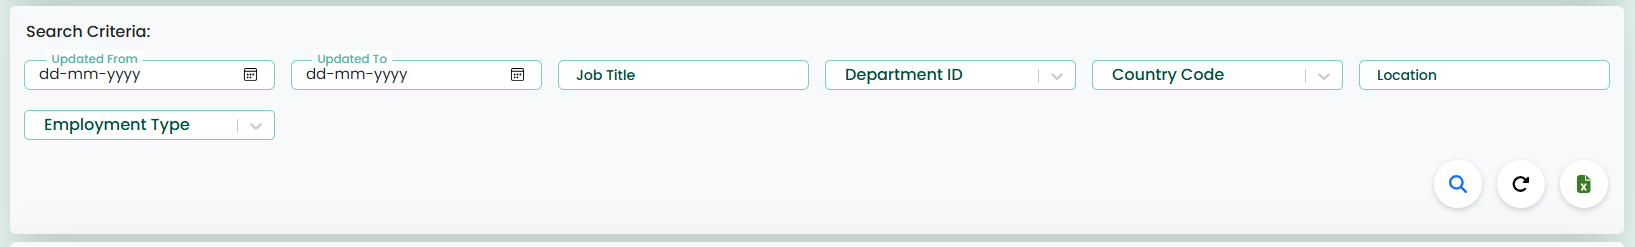 Search Criteria:
Updated From
dd-mm-yyyy
Updated To
dd-mm-yyyy
Job Title
Department ID
Country Code
Location
Employment Type
X